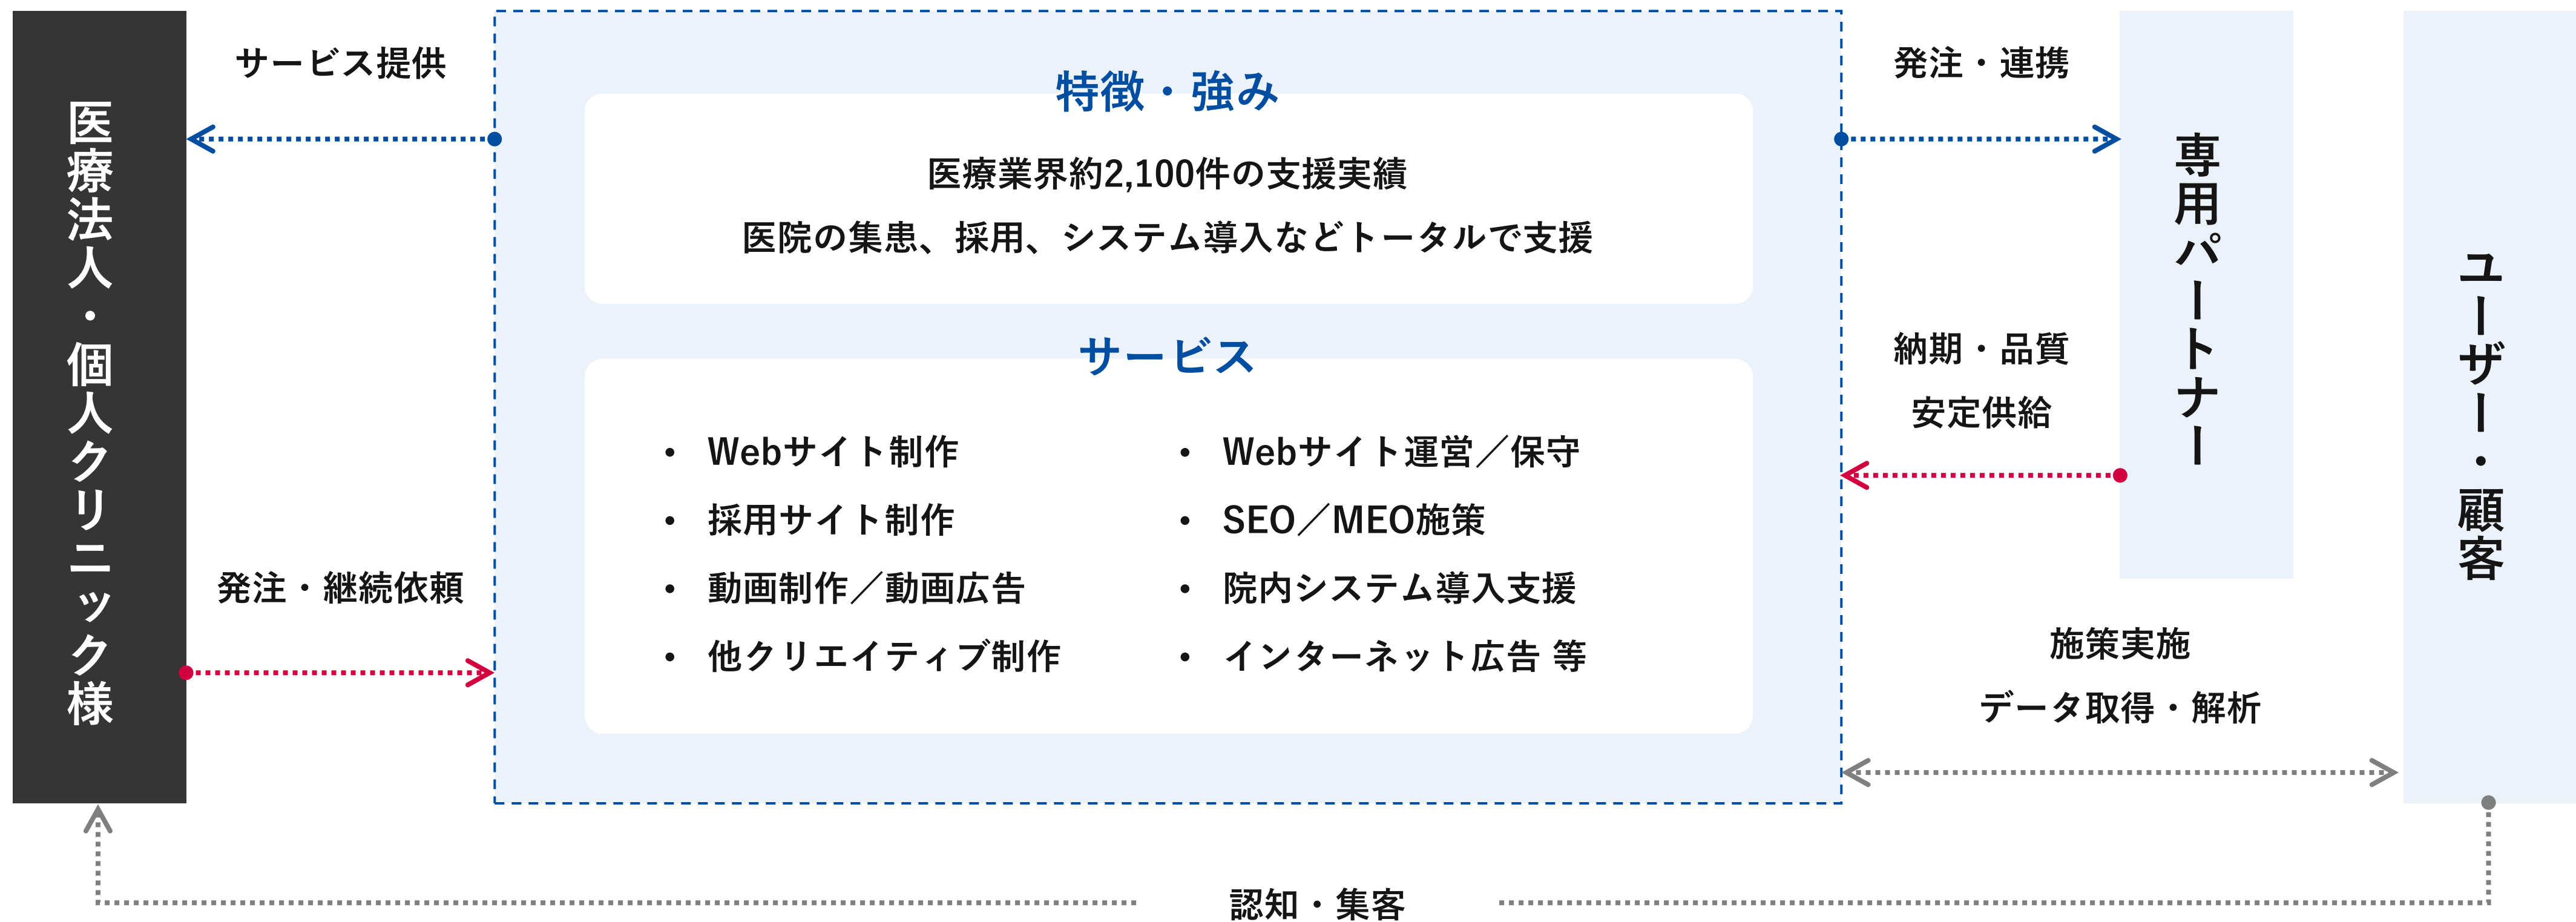 医療法人・個人クリニック様
サービス提供
発注・継続依頼
特徴・強み
医療業界約2,100件の支援実績
医院の集患、採用、システム導入などトータルで支援
サービス
• Webサイト制作
• 採用サイト制作
• 動画制作／動画広告
• 他クリエイティブ制作
• Webサイト運営／保守
• SEO／MEO施策
• 院内システム導入支援
• インターネット広告 等
発注・連携
納期・品質
安定供給
専用パートナー
施策実施
データ取得・解析
ユーザー・顧客
認知・集客